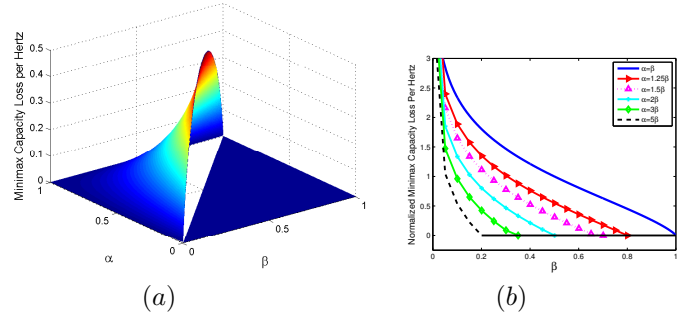 Minimax Capacity Loss per Hertz
0.5
0.4
0.3
0.2
0.1
0
1
0.5
0
α
0
0.5
1
β
(a)
Normalized Minimax Capacity Loss Per Hertz
3
2.5
2
1.5
1
0.5
0
0
0.2
0.4
0.6
0.8
1
β
α=β
α=1.25β
α=1.5β
α=2β
α=3β
α=5β
(b)